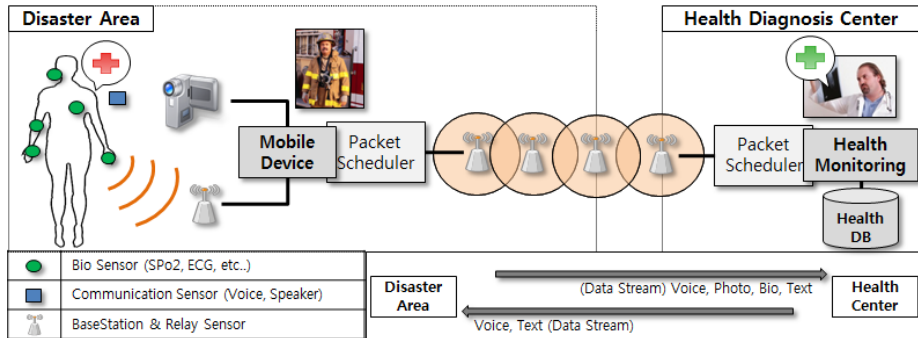 Disaster Area
Health Diagnosis Center
Mobile
Device
Packet
Scheduler
Packet
Scheduler
Health
Monitoring
Health
DB
Bio Sensor (SPo2, ECG, etc..)
Communication Sensor (Voice, Speaker)
BaseStation & Relay Sensor
Disaster
Area
(Data Stream) Voice, Photo, Bio, Text
Voice, Text (Data Stream)
Health
Center